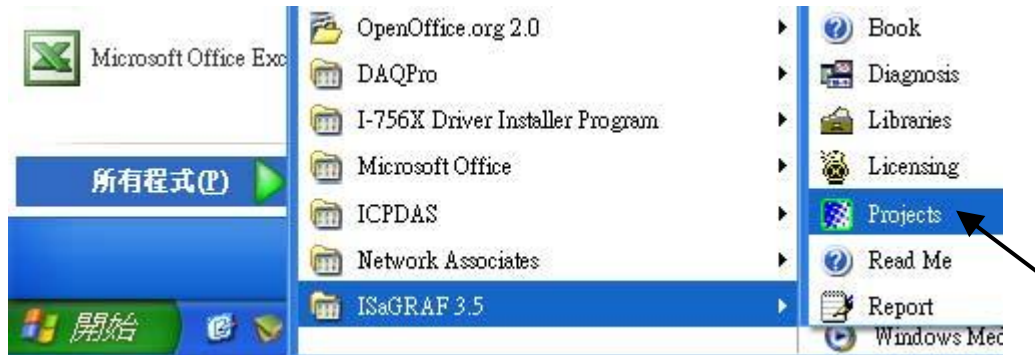 Microsoft Office Exc
所有程式(P)
開始
OpenOffice.org 2.0
DAQPro
I-756X Driver Installer Program
Microsoft Office
ICPDAS
Network Associates
ISaGRAF 3.5
Book
Diagnosis
Libraries
Licensing
Projects
Read Me
Report
Windows Med